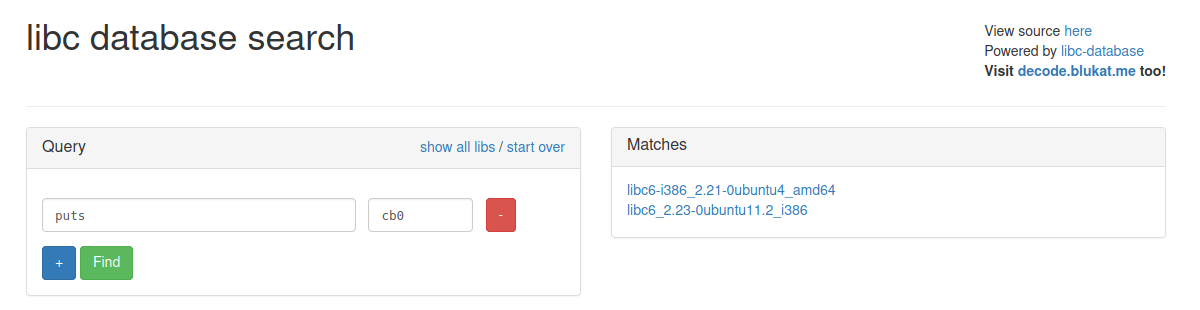 libc database search
View source here
Powered by libc-database
Visit decode.blukat.me too!
Query
show all libs / start over
puts
cb0
-
+
Find
Matches
libc6-i386_2.21-0ubuntu4_amd64
libc6_2.23-0ubuntu11.2_i386